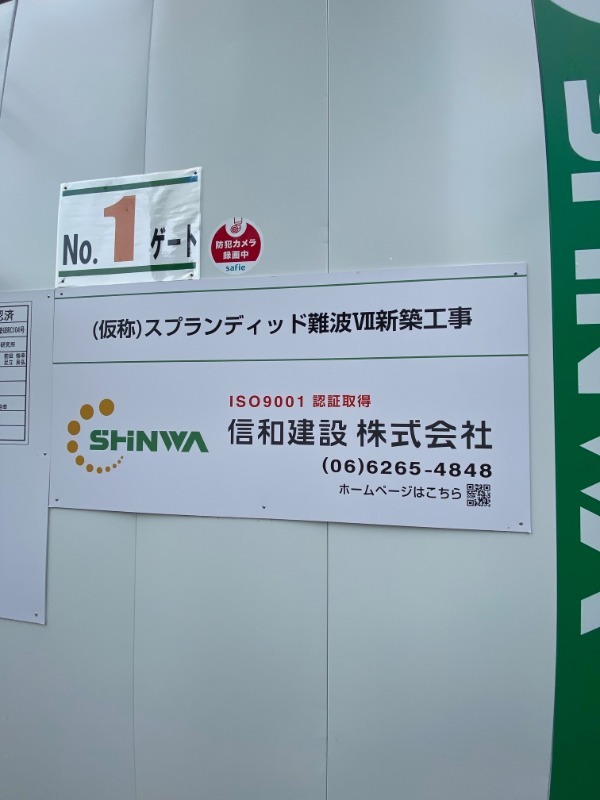 No. 1 ゲート
防犯カメラ
録画中
safie
(仮称)スプランディッド難波Ⅶ新築工事
ISO9001 認証取得
SHiNWA
信和建設 株式会社
(06)6265-4848
ホームページはこちら